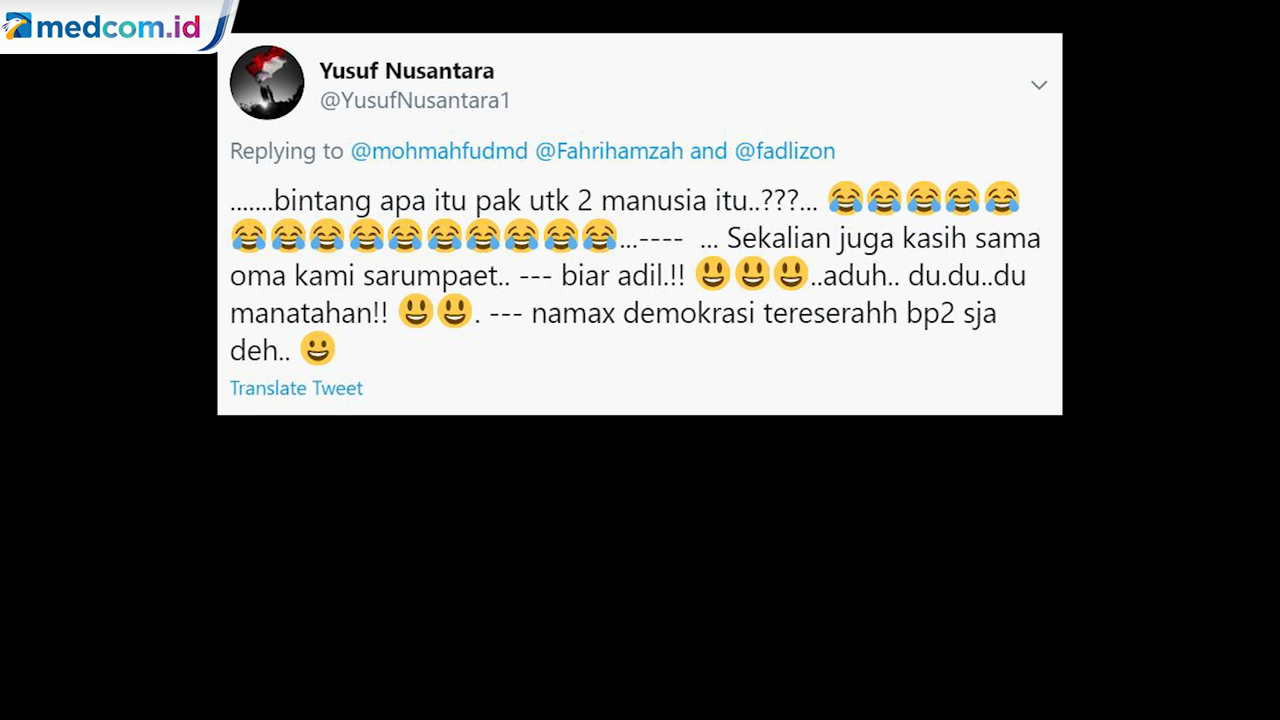 medcom.id
Yusuf Nusantara
@YusufNusantara1
Replying to @mohmahfudmd @Fahrihamzah and @fadlizon
.......bintang apa itu pak utk 2 manusia itu..???... 😂😂😂😂😂
😂😂😂😂😂😂😂😂😂😂...---- ... Sekalian juga kasih sama
oma kami sarumpaet.. --- biar adil.!! 😃😃😃..aduh.. du.du..du
manatahan!! 😃😃. --- namax demokrasi tereserahh bp2 sja
deh.. 😀
Translate Tweet